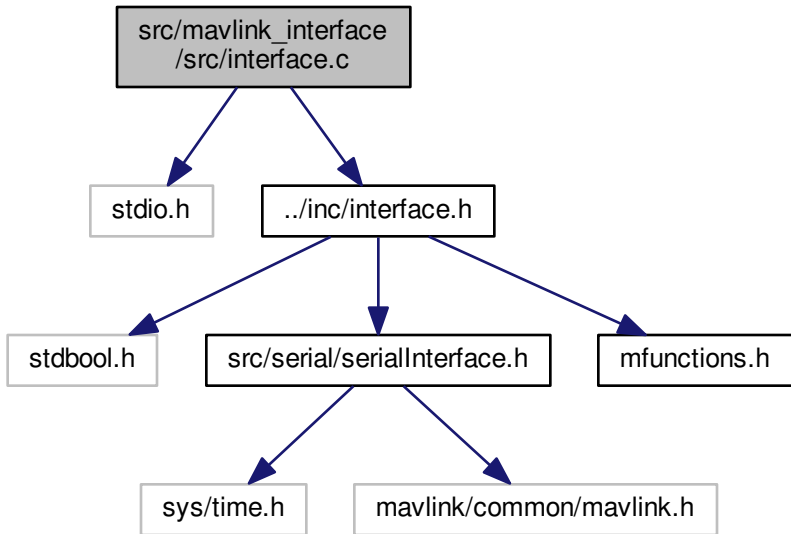 src/mavlink_interface
/src/interface.c
stdio.h
../inc/interface.h
stdbool.h
src/serial/serialInterface.h
mfunctions.h
sys/time.h
mavlink/common/mavlink.h